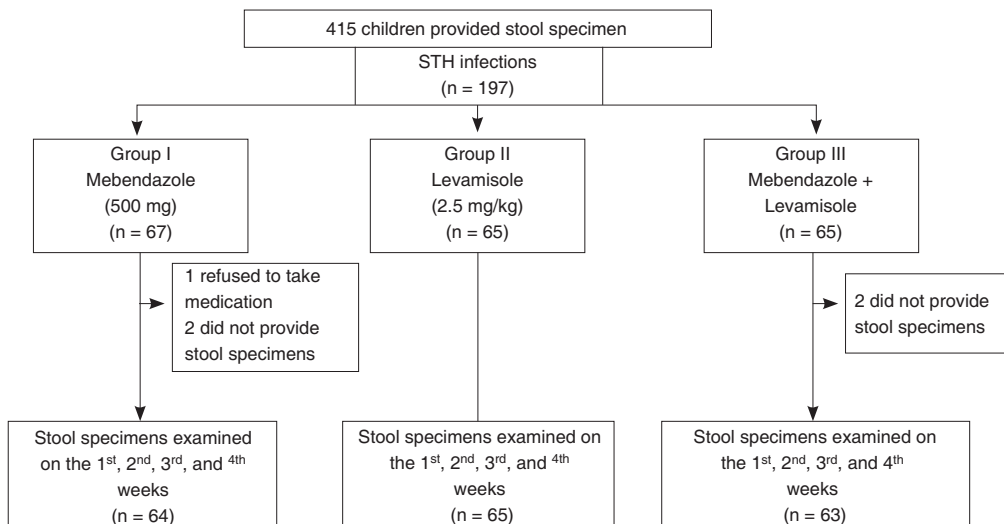 415 children provided stool specimen
STH infections
(n = 197)
Group I
Mebendazole
(500 mg)
(n = 67)
Group II
Levamisole
(2.5 mg/kg)
(n = 65)
Group III
Mebendazole +
Levamisole
(n = 65)
1 refused to take
medication
2 did not provide
stool specimens
2 did not provide
stool specimens
Stool specimens examined
on the 1st, 2nd, 3rd, and 4th
weeks
(n = 64)
Stool specimens examined on
the 1st, 2nd, 3rd, and 4th
weeks
(n = 65)
Stool specimens examined on
the 1st, 2nd, 3rd, and 4th
weeks
(n = 63)